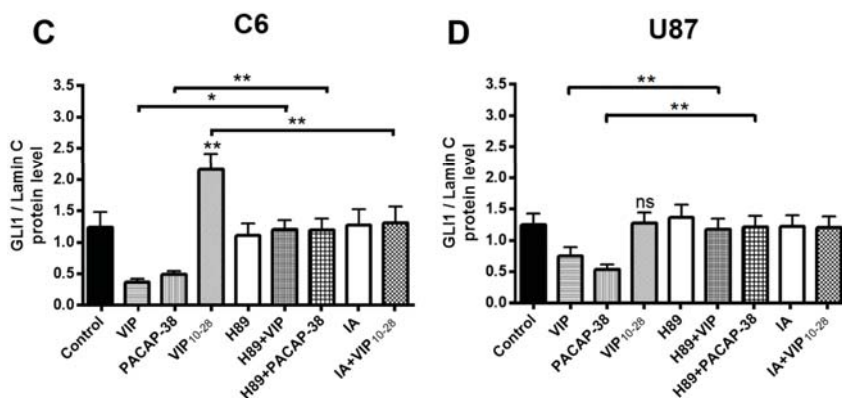 C
C6
GLI1 / Lamin C
protein level
3.5
3.0
2.5
2.0
1.5
1.0
0.5
0.0
**
*
**
**
Control
VIP
PACAP-38
VIP10-28
H89
H89+VIP
H89+PACAP-38
IA
IA+VIP10-28
D
U87
GLI1 / Lamin C
protein level
3.5
3.0
2.5
2.0
1.5
1.0
0.5
0.0
**
**
ns
Control
VIP
PACAP-38
VIP10-28
H89
H89+VIP
H89+PACAP-38
IA
IA+VIP10-28